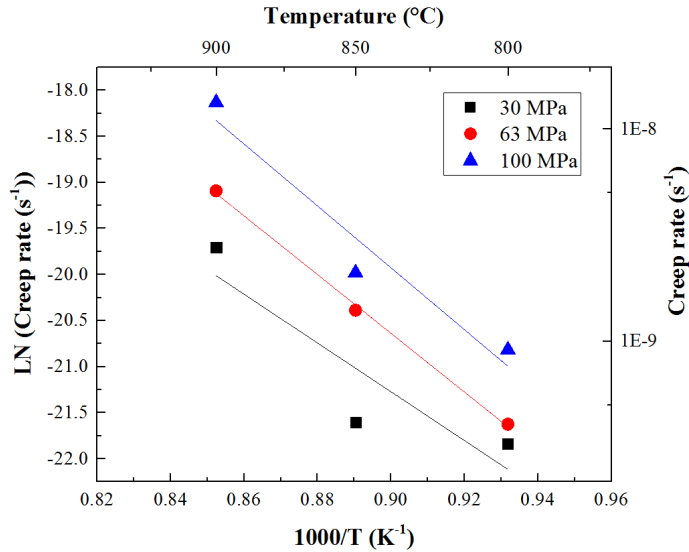 Temperature (°C)
900 850 800
-18.0
-18.5
-19.0
-19.5
-20.0
-20.5
-21.0
-21.5
-22.0
LN (Creep rate (s-1))
30 MPa
63 MPa
100 MPa
1E-8
1E-9
Creep rate (s-1)
0.82 0.84 0.86 0.88 0.90 0.92 0.94 0.96
1000/T (K-1)